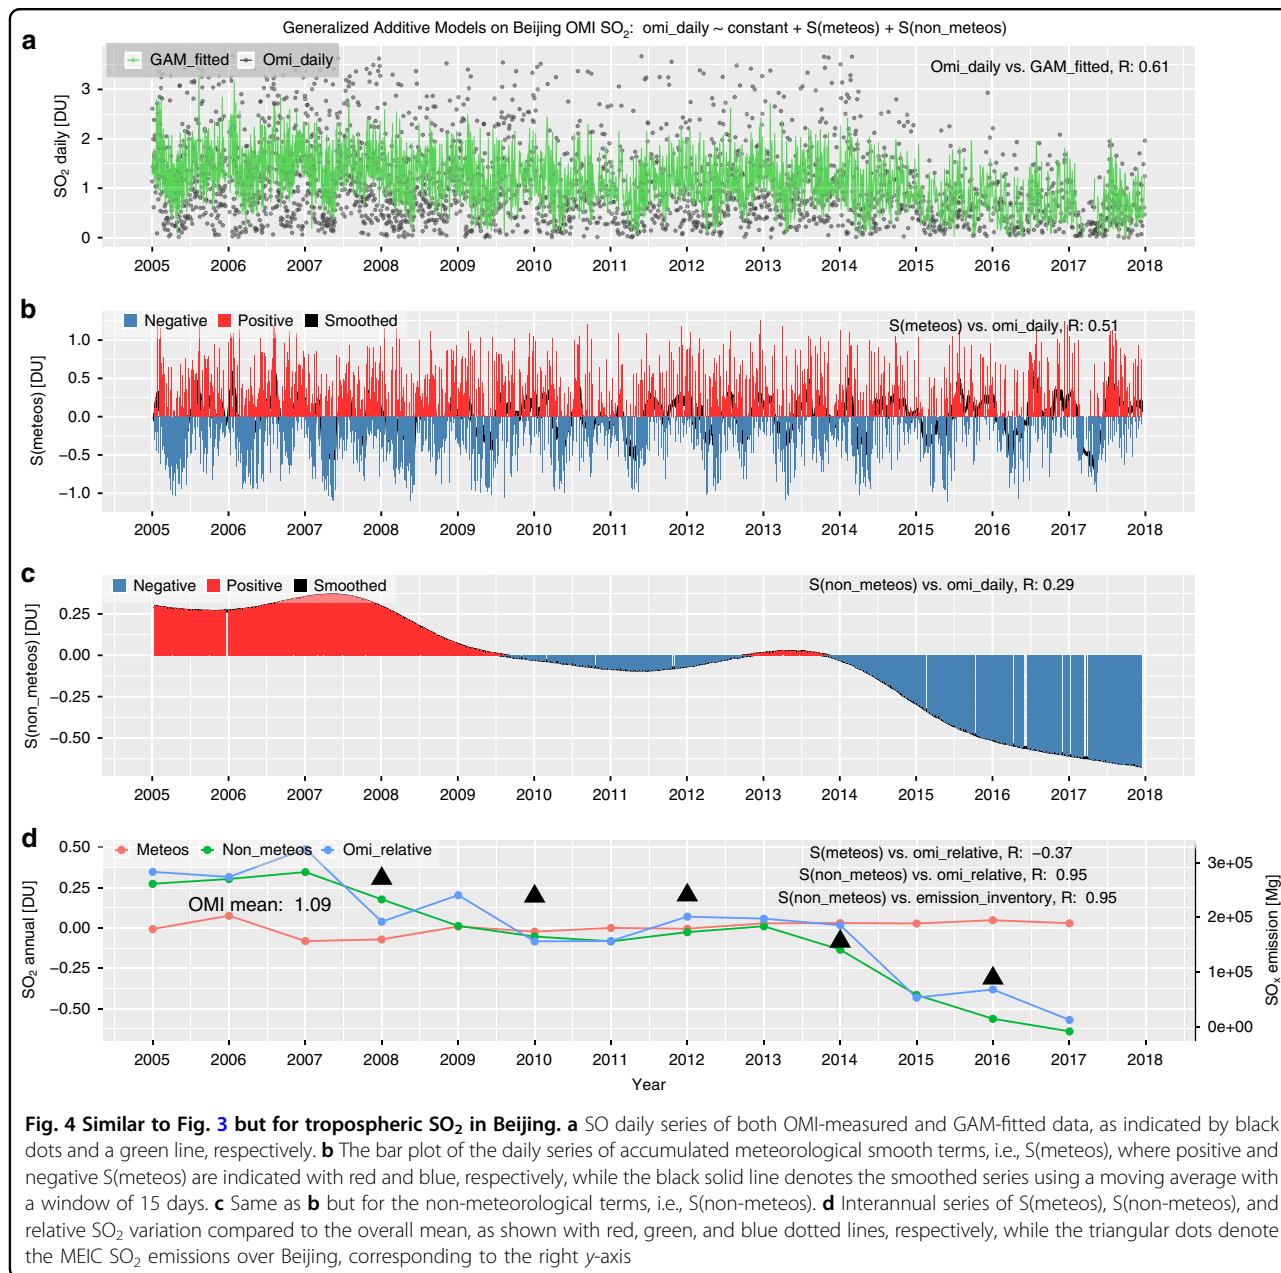 Generalized Additive Models on Beijing OMI SO₂: omi_daily ~ constant + S(meteos) + S(non_meteos)
a
GAM_fitted Omi_daily
Omi_daily vs. GAM_fitted, R: 0.61
SO₂ daily [DU]
3
2
1
0
2005 2006 2007 2008 2009 2010 2011 2012 2013 2014 2015 2016 2017 2018
b
Negative Positive Smoothed
S(meteos) vs. omi_daily, R: 0.51
S(meteos) [DU]
1.0
0.5
0.0
−0.5
−1.0
2005 2006 2007 2008 2009 2010 2011 2012 2013 2014 2015 2016 2017 2018
c
Negative Positive Smoothed
S(non_meteos) vs. omi_daily, R: 0.29
S(non_meteos) [DU]
0.25
0.00
−0.25
−0.50
2005 2006 2007 2008 2009 2010 2011 2012 2013 2014 2015 2016 2017 2018
d
Meteos Non_meteos Omi_relative
S(meteos) vs. omi_relative, R: −0.37
S(non_meteos) vs. omi_relative, R: 0.95
S(non_meteos) vs. emission_inventory, R: 0.95
OMI mean: 1.09
SO₂ annual [DU]
0.50
0.25
0.00
−0.25
−0.50
SOₓ emission [Mg]
3e+05
2e+05
1e+05
0e+00
2005 2006 2007 2008 2009 2010 2011 2012 2013 2014 2015 2016 2017 2018
Year
Fig. 4 Similar to Fig. 3 but for tropospheric SO₂ in Beijing. a SO daily series of both OMI-measured and GAM-fitted data, as indicated by black
dots and a green line, respectively. b The bar plot of the daily series of accumulated meteorological smooth terms, i.e., S(meteos), where positive and
negative S(meteos) are indicated with red and blue, respectively, while the black solid line denotes the smoothed series using a moving average with
a window of 15 days. c Same as b but for the non-meteorological terms, i.e., S(non-meteos). d Interannual series of S(meteos), S(non-meteos), and
relative SO₂ variation compared to the overall mean, as shown with red, green, and blue dotted lines, respectively, while the triangular dots denote
the MEIC SO₂ emissions over Beijing, corresponding to the right y-axis